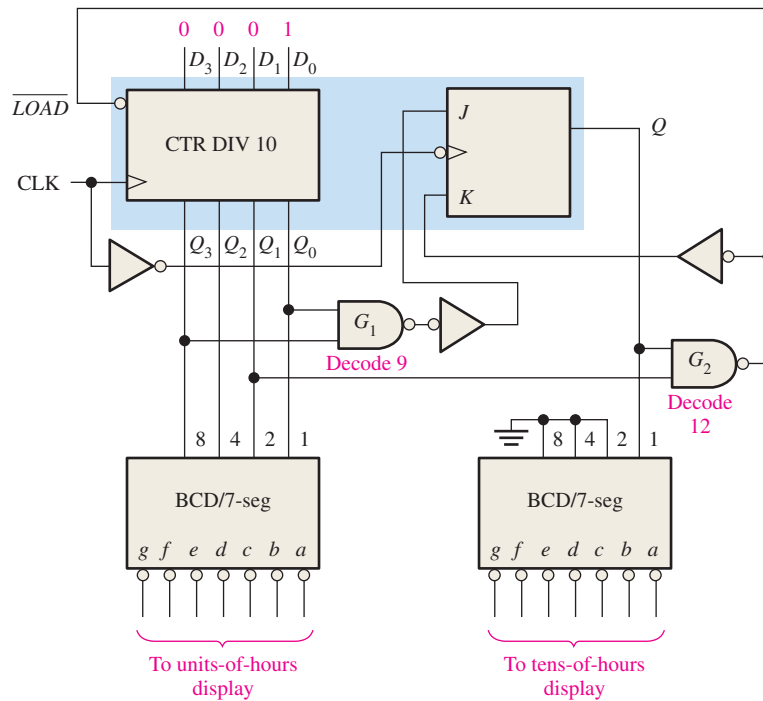 0 0 0 1
D₃ D₂ D₁ D₀
LOAD
CTR DIV 10
J
Q
CLK
K
Q₃ Q₂ Q₁ Q₀
G₁
Decode 9
G₂
Decode
12
8 4 2 1
8 4 2 1
BCD/7-seg
BCD/7-seg
g f e d c b a
g f e d c b a
To units-of-hours
display
To tens-of-hours
display